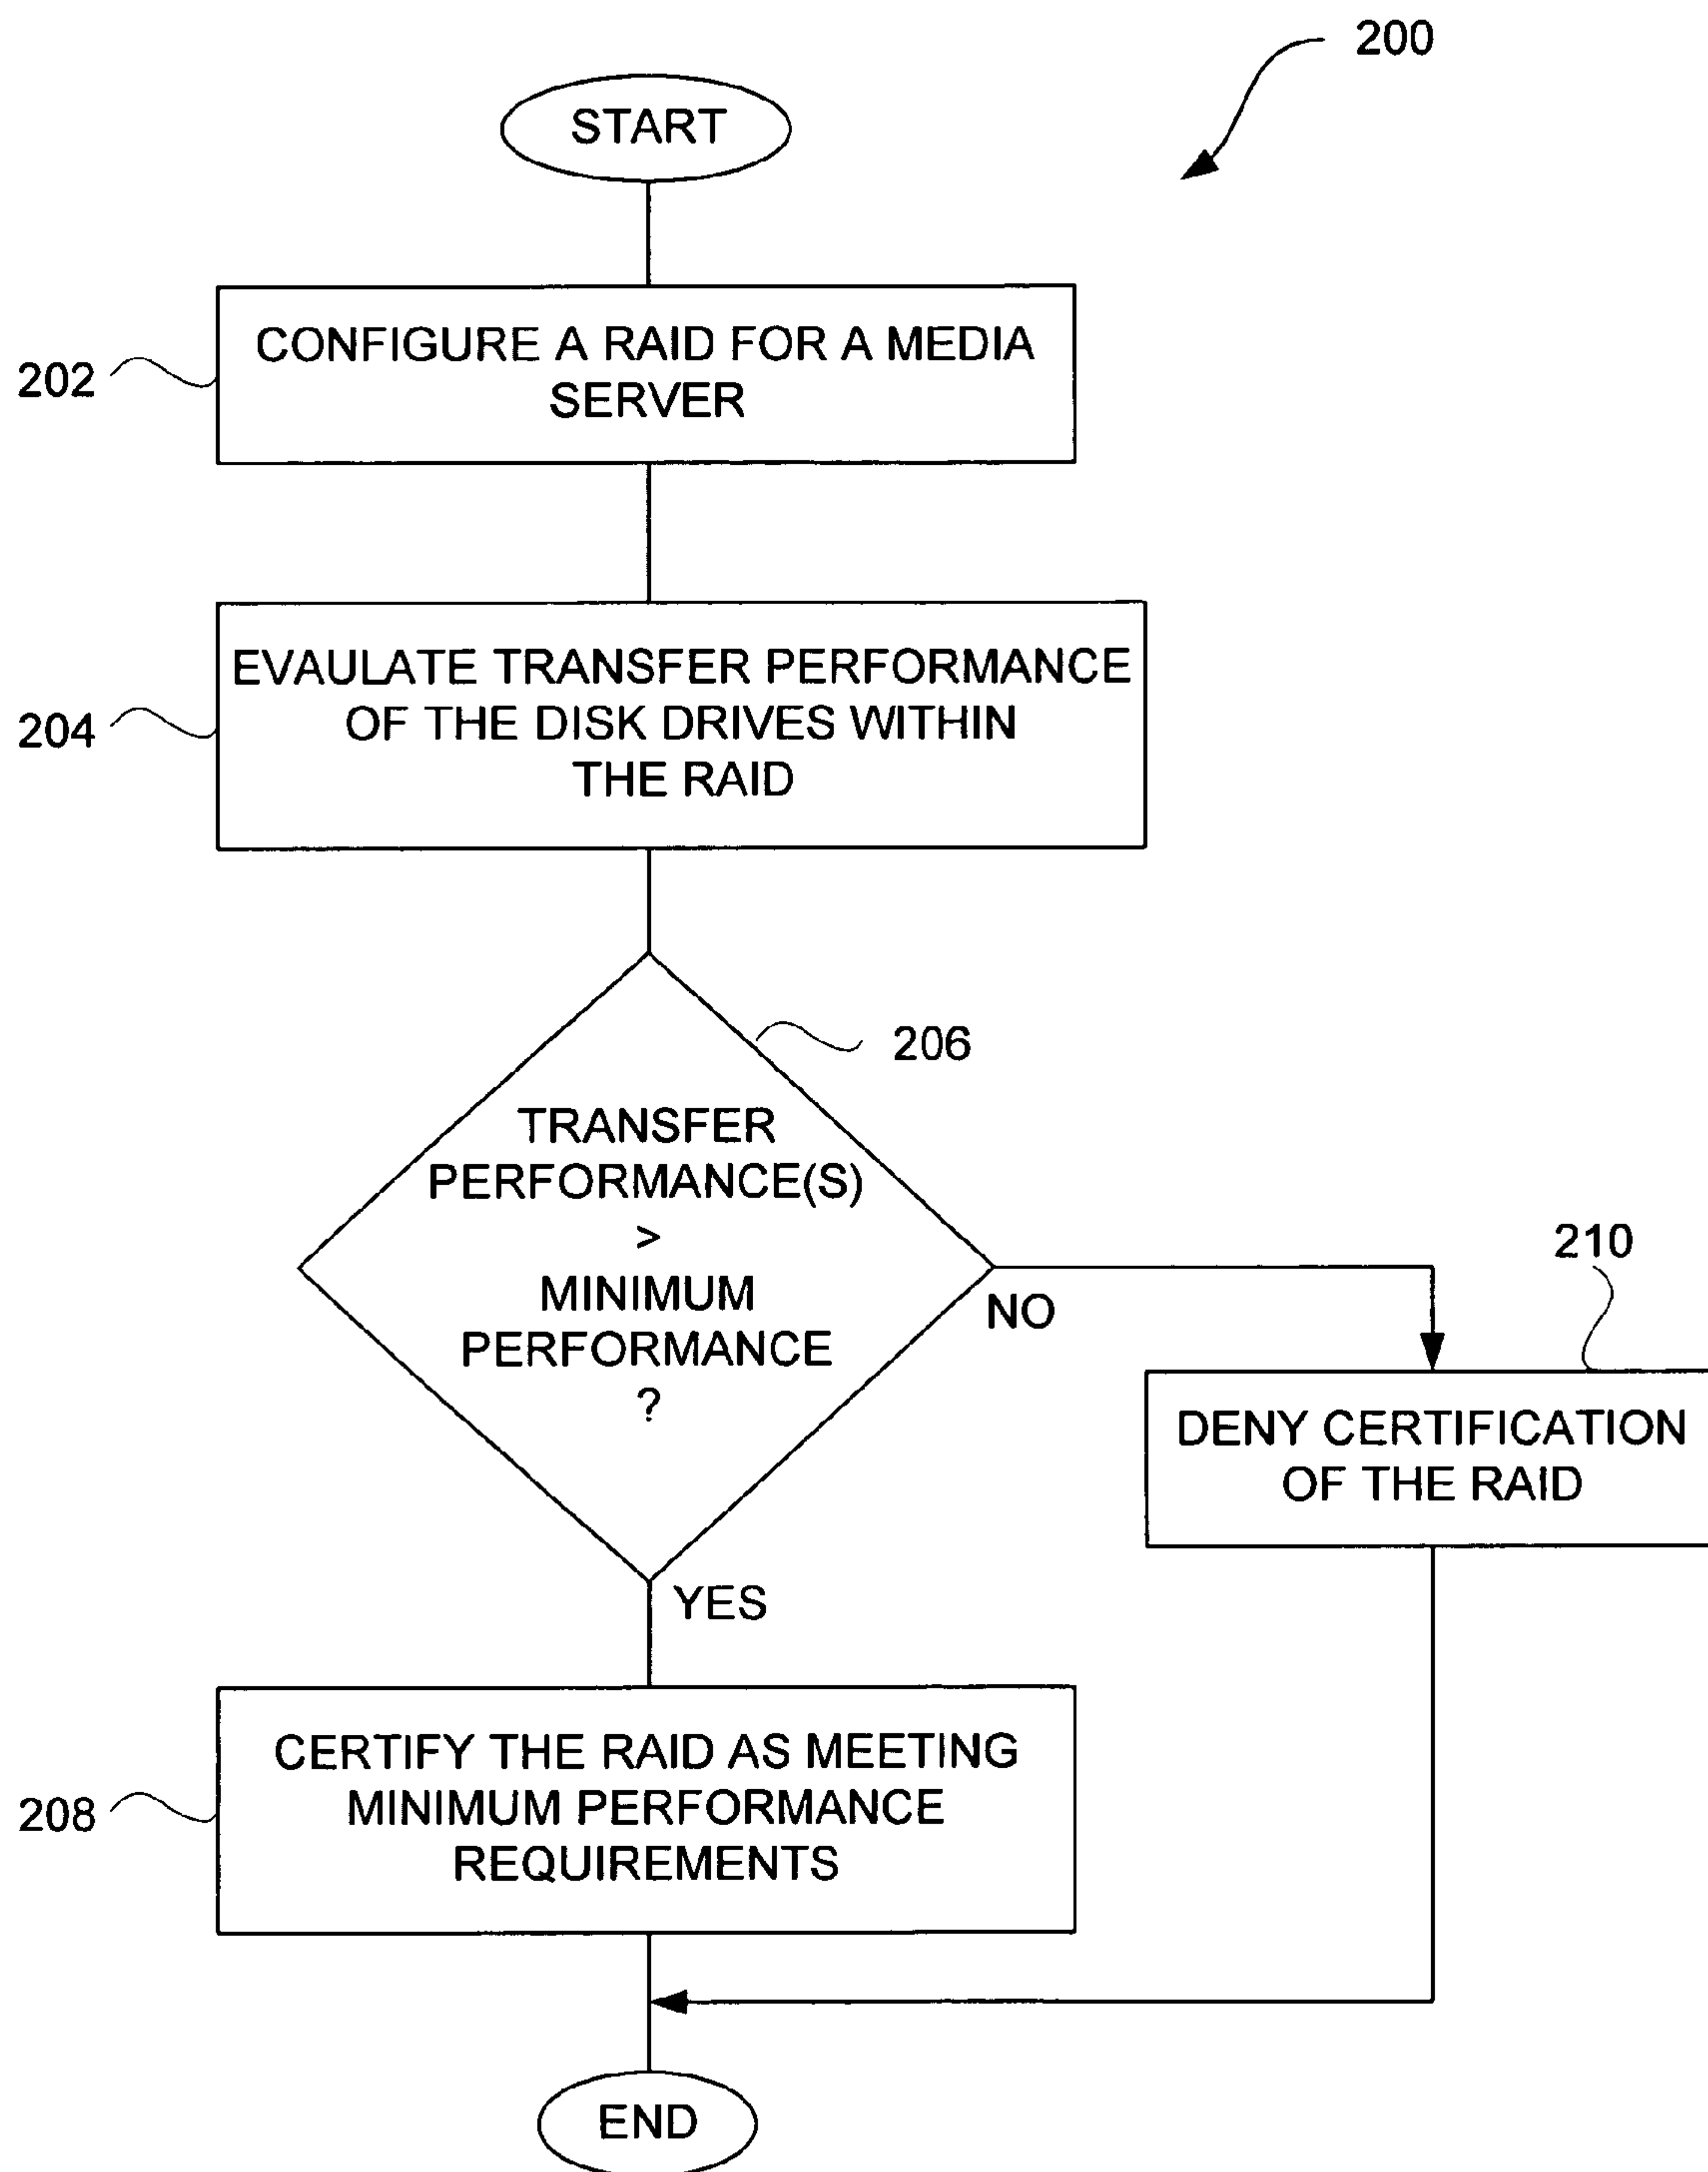 200
START
202
CONFIGURE A RAID FOR A MEDIA
SERVER
204
EVAULATE TRANSFER PERFORMANCE
OF THE DISK DRIVES WITHIN
THE RAID
206
TRANSFER
PERFORMANCE(S)
>
MINIMUM
PERFORMANCE
?
NO
210
DENY CERTIFICATION
OF THE RAID
YES
208
CERTIFY THE RAID AS MEETING
MINIMUM PERFORMANCE
REQUIREMENTS
END